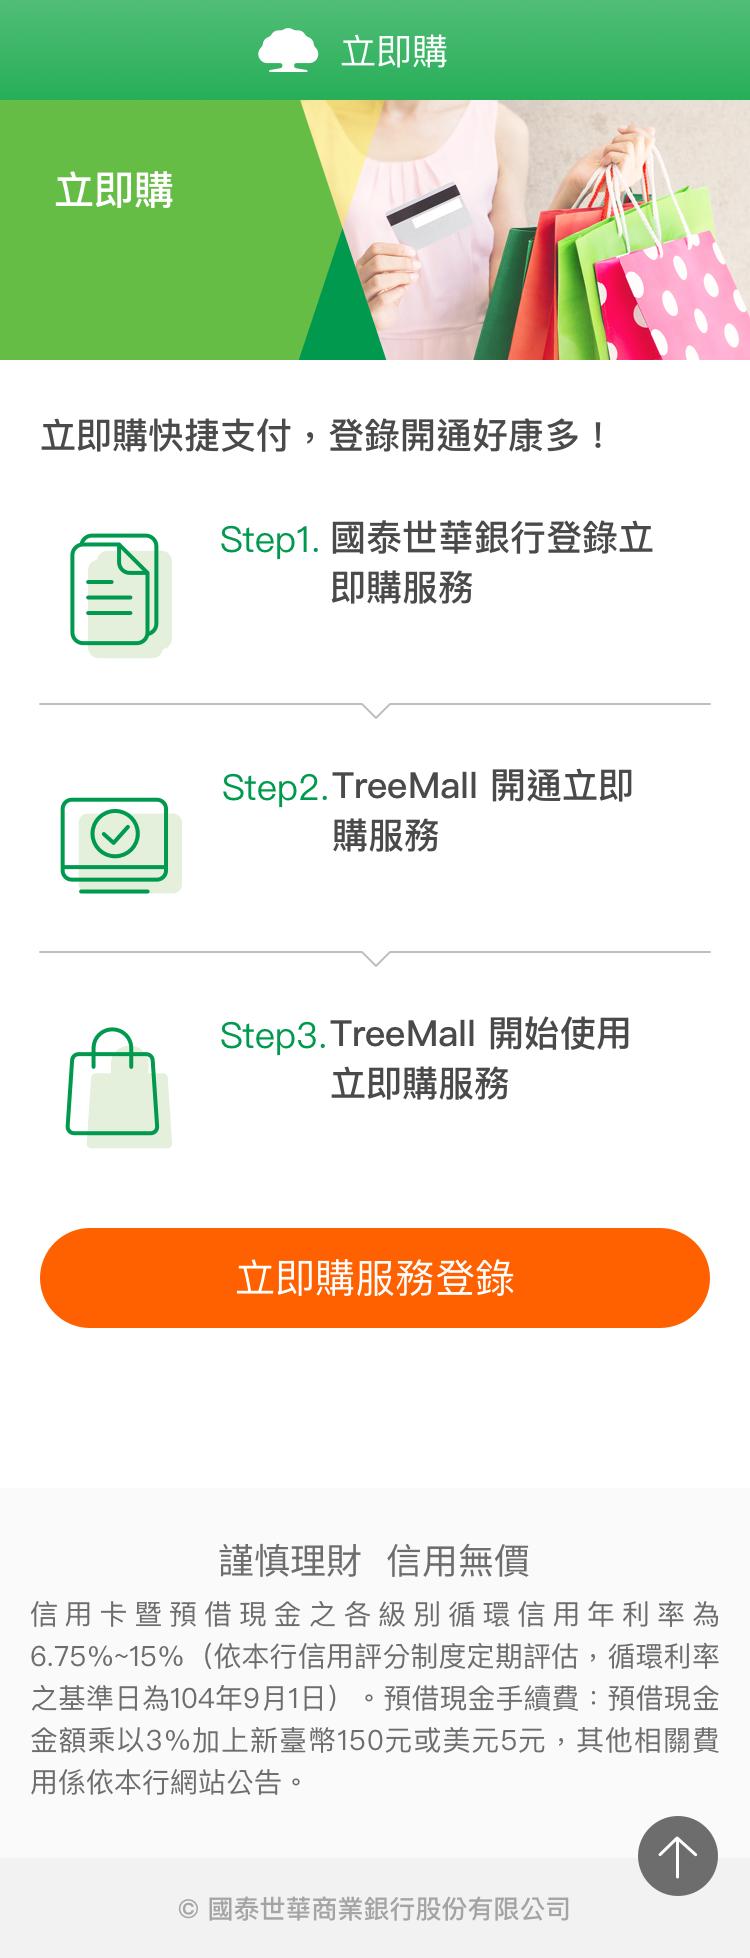 立即購
立即購
立即購快捷支付，登錄開通好康多！
Step1. 國泰世華銀行登錄立
即購服務
Step2. TreeMall 開通立即
購服務
Step3. TreeMall 開始使用
立即購服務
立即購服務登錄
謹慎理財 信用無價
信用卡暨預借現金之各級別循環信用年利率為
6.75%~15%（依本行信用評分制度定期評估，循環利率
之基準日為104年9月1日）。預借現金手續費：預借現金
金額乘以3%加上新臺幣150元或美元5元，其他相關費
用係依本行網站公告。
© 國泰世華商業銀行股份有限公司